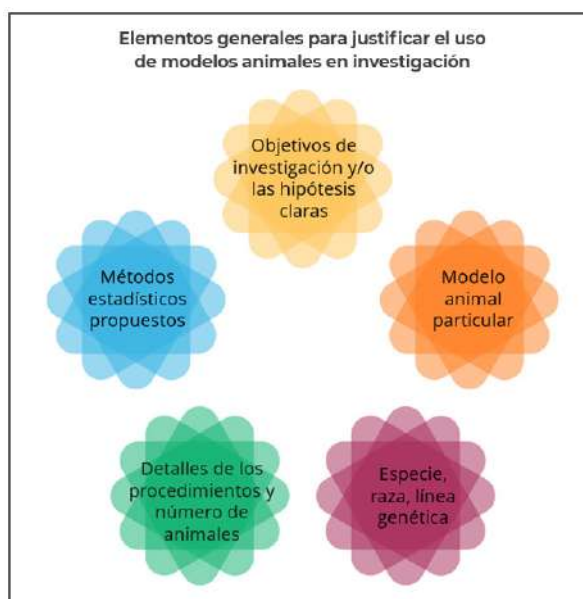 Elementos generales para justificar el uso
de modelos animales en investigación
Objetivos de
investigación y/o
las hipótesis
claras
Modelo
animal
particular
Especie,
raza, línea
genética
Detalles de los
procedimientos y
número de
animales
Métodos
estadísticos
propuestos